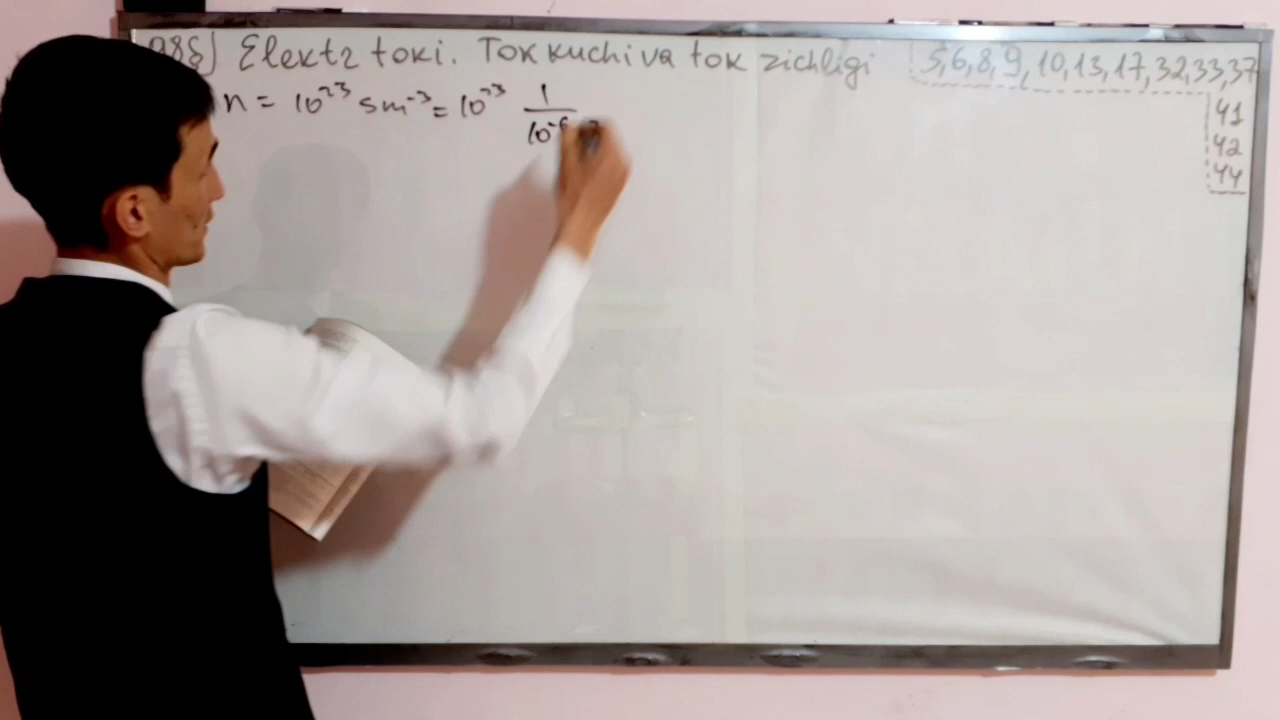 Elektr toki. Tok kuchi va tok zichligi
5,6,8,9,10,13,17,32,33,37
41
42
44
n = 10²³ sm⁻³ = 10²³ 1/10⁻⁶